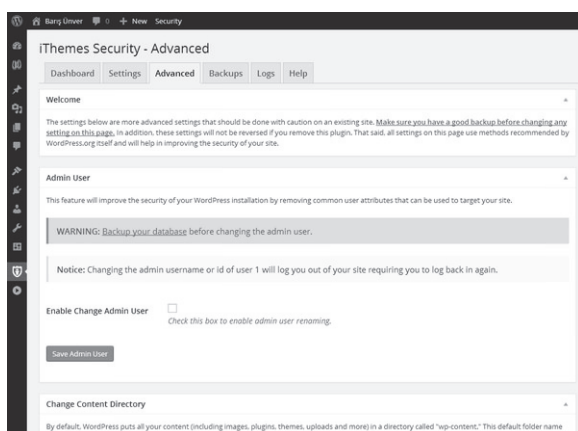 Barış Ünver 0 + New Security
iThemes Security - Advanced
Dashboard Settings Advanced Backups Logs Help
Welcome
The settings below are more advanced settings that should be done with caution on an existing site. Make sure you have a good backup before changing any
setting on this page. In addition, these settings will not be reversed if you remove this plugin. That said, all settings on this page use methods recommended by
WordPress.org itself and will help in improving the security of your site.
Admin User
This feature will improve the security of your WordPress installation by removing common user attributes that can be used to target your site.
WARNING: Backup your database before changing the admin user.
Notice: Changing the admin username or id of user 1 will log you out of your site requiring you to log back in again.
Enable Change Admin User
Check this box to enable admin user renaming.
Save Admin User
Change Content Directory
By default, WordPress puts all your content (including images, plugins, themes, uploads and more) in a directory called "wp-content." This default folder name